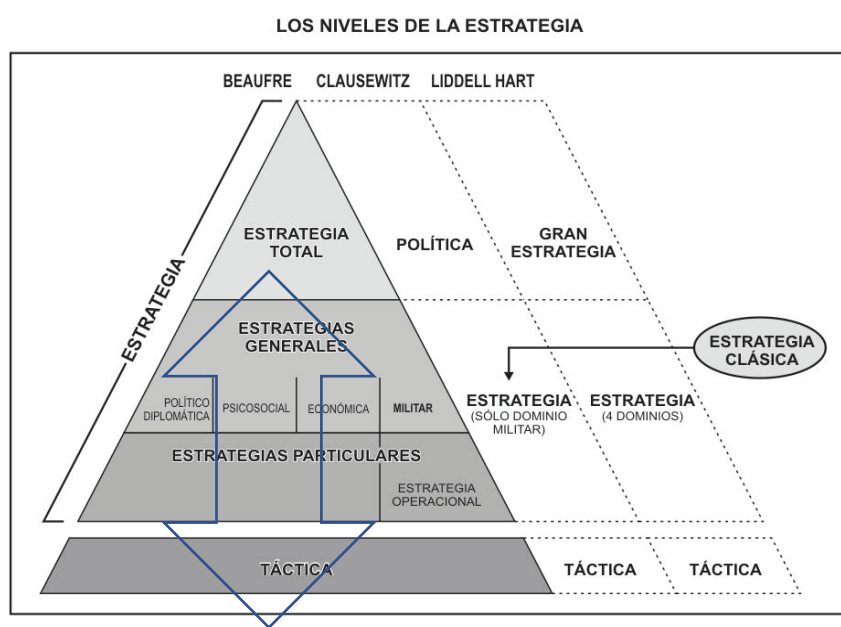 LOS NIVELES DE LA ESTRATEGIA
BEAUFRE CLAUSEWITZ LIDDELL HART
ESTRATEGIA
ESTRATEGIA
TOTAL
POLÍTICA
GRAN
ESTRATEGIA
ESTRATEGIAS
GENERALES
ESTRATEGIA
CLÁSICA
POLÍTICO
DIPLOMÁTICA
PSICOSOCIAL
ECONÓMICA
MILITAR
ESTRATEGIA
(SÓLO DOMINIO
MILITAR)
ESTRATEGIA
(4 DOMINIOS)
ESTRATEGIAS PARTICULARES
ESTRATEGIA
OPERACIONAL
TÁCTICA
TÁCTICA
TÁCTICA